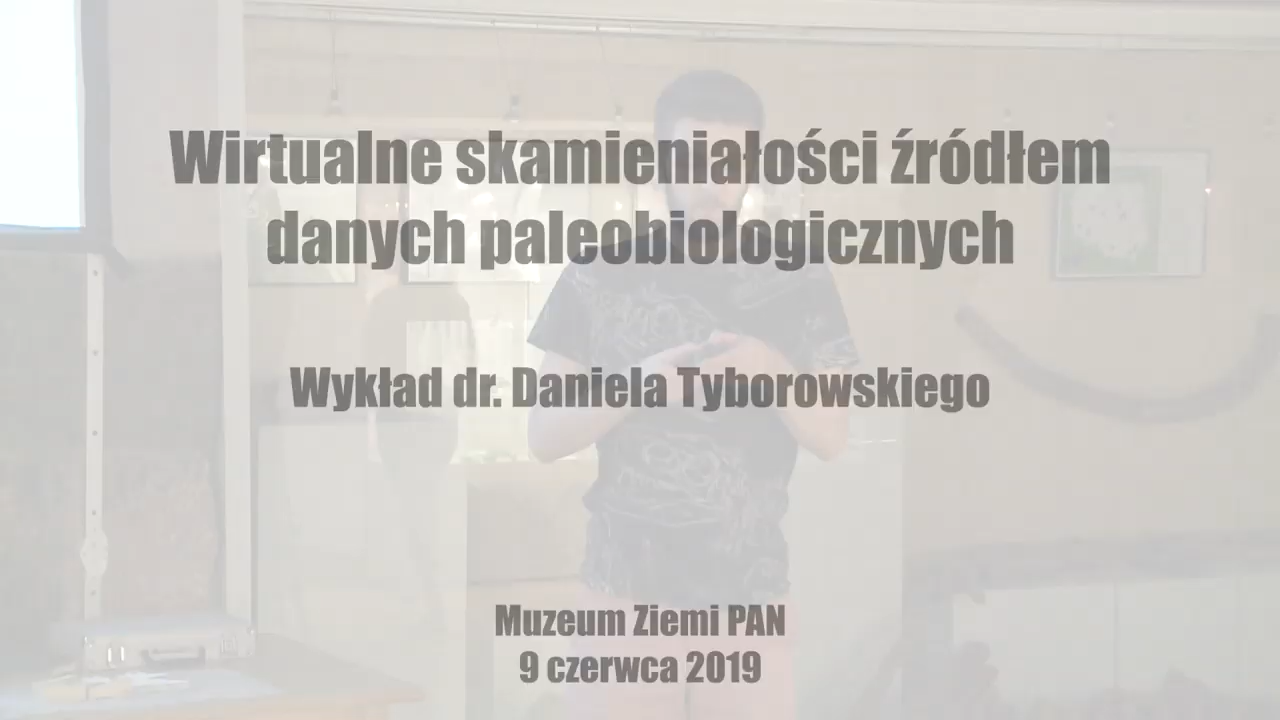 Wirtualne skamieniałości źródłem
danych paleobiologicznych
Wykład dr. Daniela Tyborowskiego
Muzeum Ziemi PAN
9 czerwca 2019